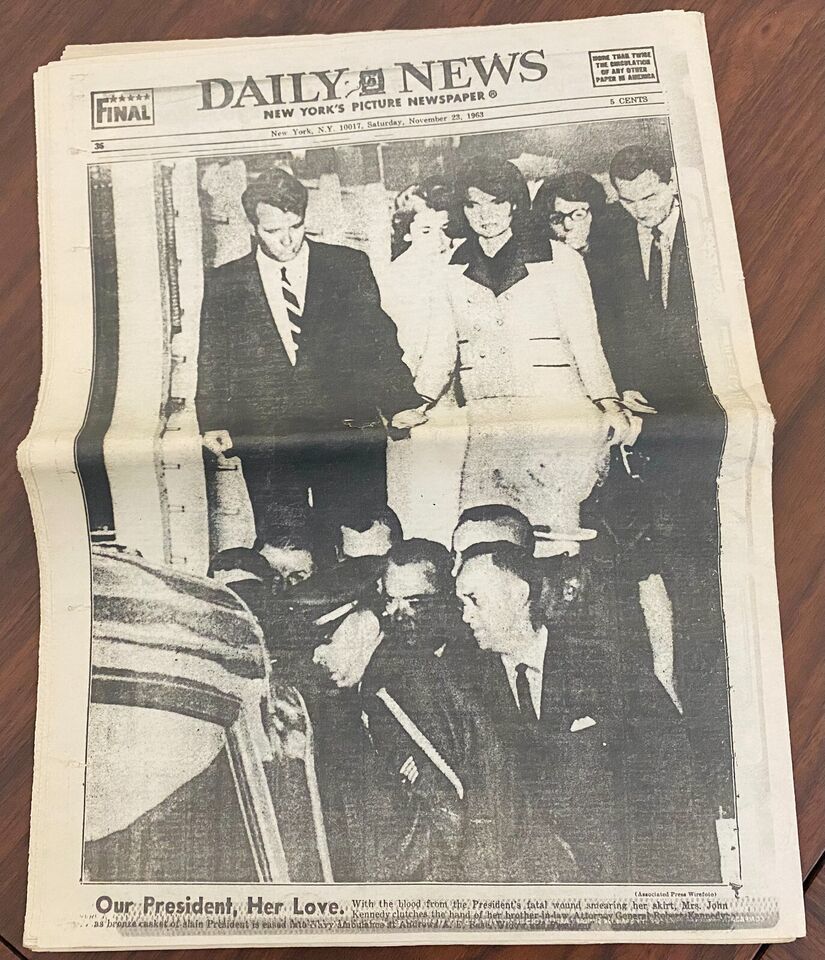 ★★★★★
FINAL
DAILY NEWS
NEW YORK'S PICTURE NEWSPAPER ®
MORE THAN TWICE
THE CIRCULATION
OF ANY OTHER
PAPER IN AMERICA
36
New York, N.Y. 10017, Saturday, November 23, 1963
5 CENTS
(Associated Press Wirefoto)
Our President, Her Love. With the blood from the President's fatal wound smearing her skirt, Mrs. John
Kennedy clutches the hand of her brother-in-law, Attorney General Robert Kennedy
as bronze casket of slain President is eased into Navy Ambulance at Andrews A. F. Base.